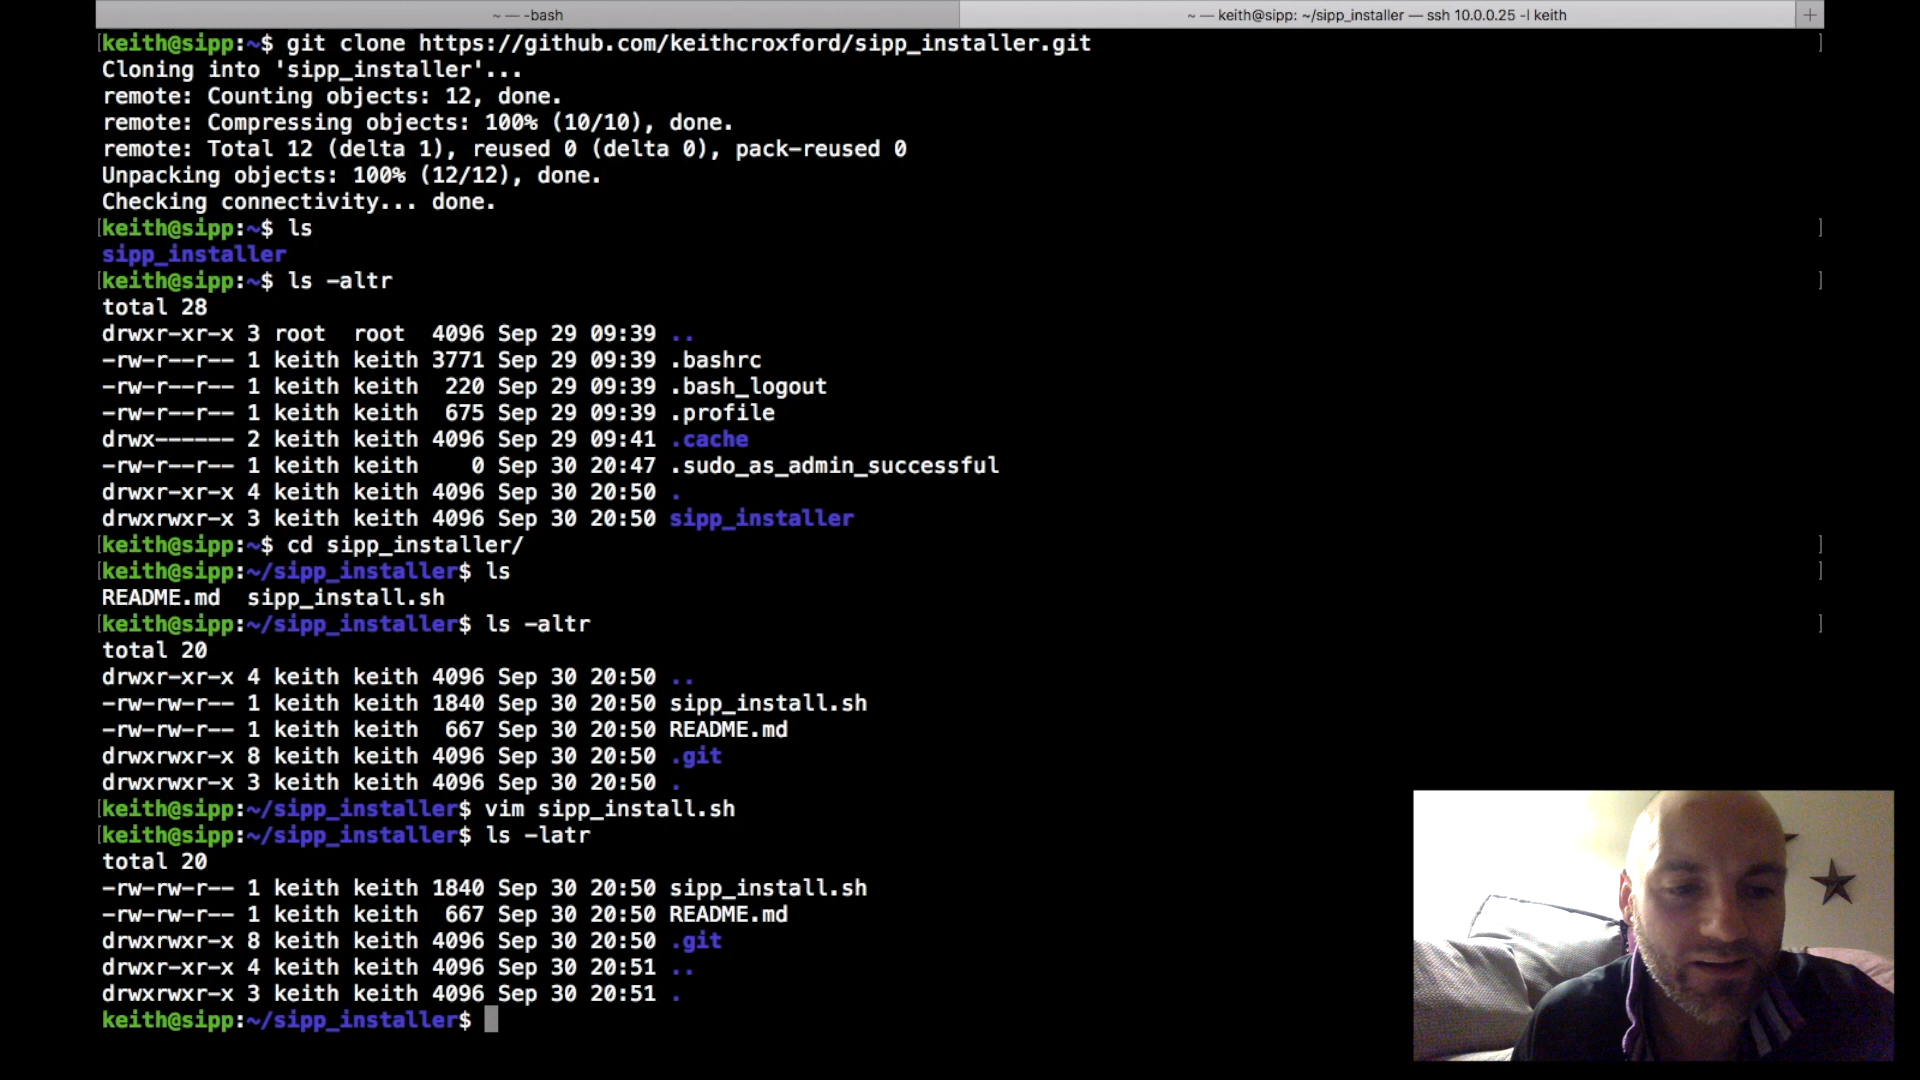 ~ — -bash
~ — keith@sipp: ~/sipp_installer — ssh 10.0.0.25 -l keith
[keith@sipp:~$ git clone https://github.com/keithcroxford/sipp_installer.git ]
Cloning into 'sipp_installer'...
remote: Counting objects: 12, done.
remote: Compressing objects: 100% (10/10), done.
remote: Total 12 (delta 1), reused 0 (delta 0), pack-reused 0
Unpacking objects: 100% (12/12), done.
Checking connectivity... done.
[keith@sipp:~$ ls ]
sipp_installer
[keith@sipp:~$ ls -altr ]
total 28
drwxr-xr-x 3 root  root  4096 Sep 29 09:39 ..
-rw-r--r-- 1 keith keith 3771 Sep 29 09:39 .bashrc
-rw-r--r-- 1 keith keith  220 Sep 29 09:39 .bash_logout
-rw-r--r-- 1 keith keith  675 Sep 29 09:39 .profile
drwx------ 2 keith keith 4096 Sep 29 09:41 .cache
-rw-r--r-- 1 keith keith    0 Sep 30 20:47 .sudo_as_admin_successful
drwxr-xr-x 4 keith keith 4096 Sep 30 20:50 .
drwxrwxr-x 3 keith keith 4096 Sep 30 20:50 sipp_installer
[keith@sipp:~$ cd sipp_installer/ ]
[keith@sipp:~/sipp_installer$ ls ]
README.md  sipp_install.sh
[keith@sipp:~/sipp_installer$ ls -altr ]
total 20
drwxr-xr-x 4 keith keith 4096 Sep 30 20:50 ..
-rw-rw-r-- 1 keith keith 1840 Sep 30 20:50 sipp_install.sh
-rw-rw-r-- 1 keith keith  667 Sep 30 20:50 README.md
drwxrwxr-x 8 keith keith 4096 Sep 30 20:50 .git
drwxrwxr-x 3 keith keith 4096 Sep 30 20:50 .
[keith@sipp:~/sipp_installer$ vim sipp_install.sh
[keith@sipp:~/sipp_installer$ ls -latr
total 20
-rw-rw-r-- 1 keith keith 1840 Sep 30 20:50 sipp_install.sh
-rw-rw-r-- 1 keith keith  667 Sep 30 20:50 README.md
drwxrwxr-x 8 keith keith 4096 Sep 30 20:50 .git
drwxr-xr-x 4 keith keith 4096 Sep 30 20:51 ..
drwxrwxr-x 3 keith keith 4096 Sep 30 20:51 .
keith@sipp:~/sipp_installer$